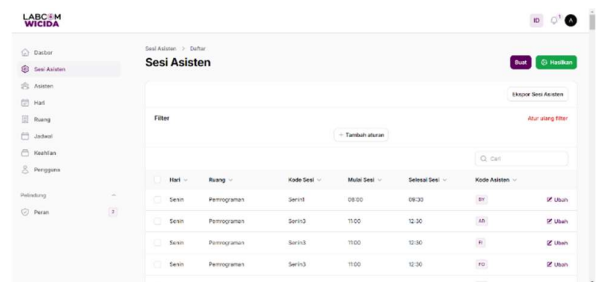 LABCOM
WICIDA
ID
Dasbor
Sesi Asisten
Asisten
Hari
Ruang
Jadwal
Keahlian
Pengguna
Pelindung
Peran
Sesi Asisten > Daftar
Sesi Asisten
Buat
Hasilkan
Ekspor Sesi Asisten
Filter
Atur ulang filter
+ Tambah aturan
Cari
Hari Ruang Kode Sesi Mulai Sesi Selesai Sesi Kode Asisten
Senin Pemrograman Senin1 08:00 09:30 Ubah
Senin Pemrograman Senin3 11:00 12:30 Ubah
Senin Pemrograman Senin3 11:00 12:30 Ubah
Senin Pemrograman Senin3 11:00 12:30 Ubah